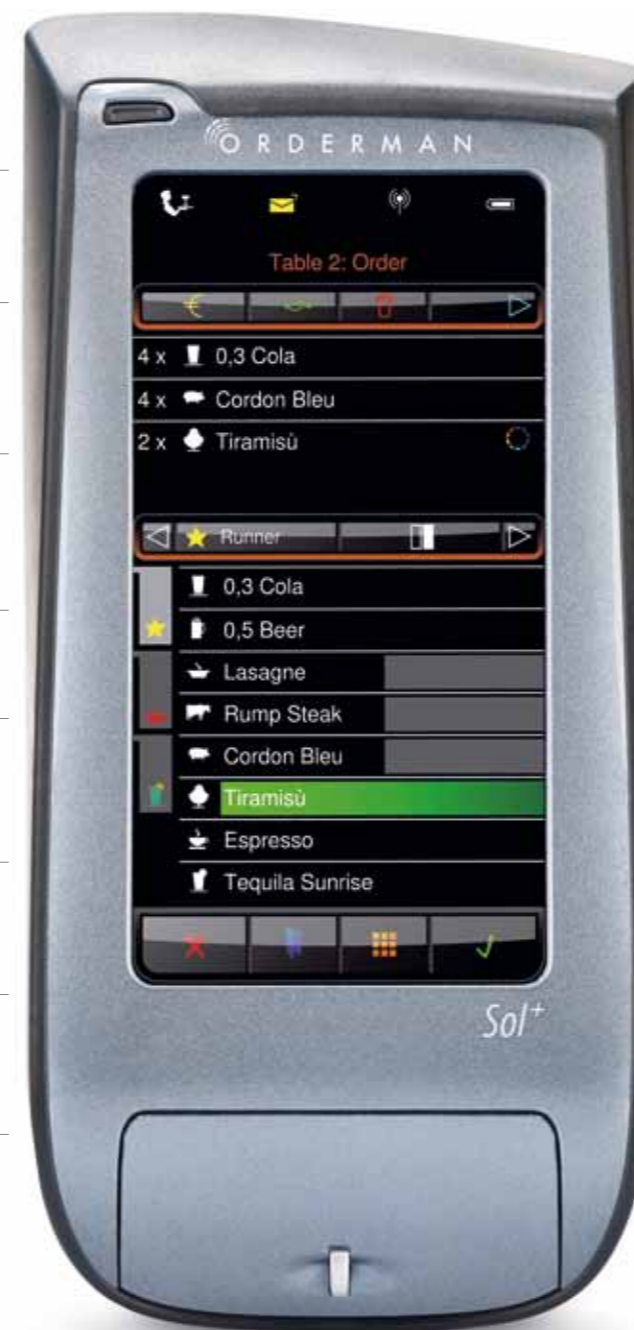 ORDERMAN
Table 2: Order
€
4 x 0,3 Cola
4 x Cordon Bleu
2 x Tiramisù
Runner
0,3 Cola
0,5 Beer
Lasagne
Rump Steak
Cordon Bleu
Tiramisù
Espresso
Tequila Sunrise
Sol+